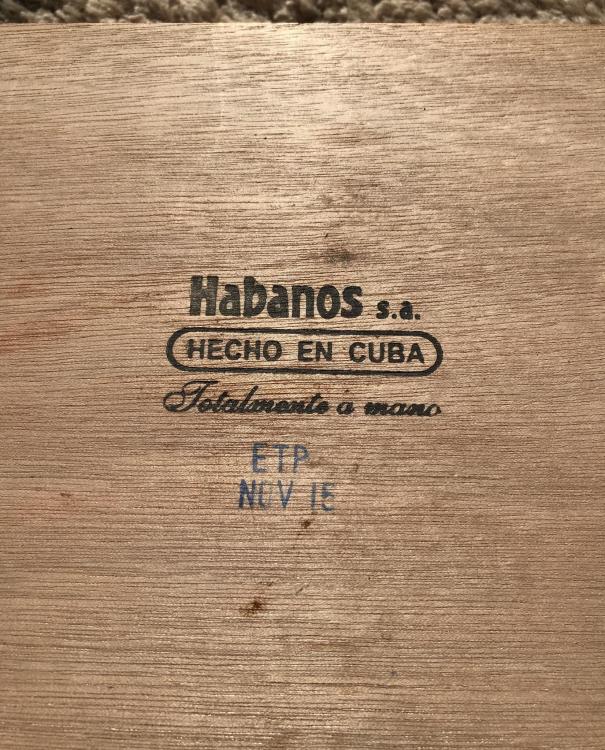 Habanos s.a.
HECHO EN CUBA
Totalmente a mano
ETP
NOV 15